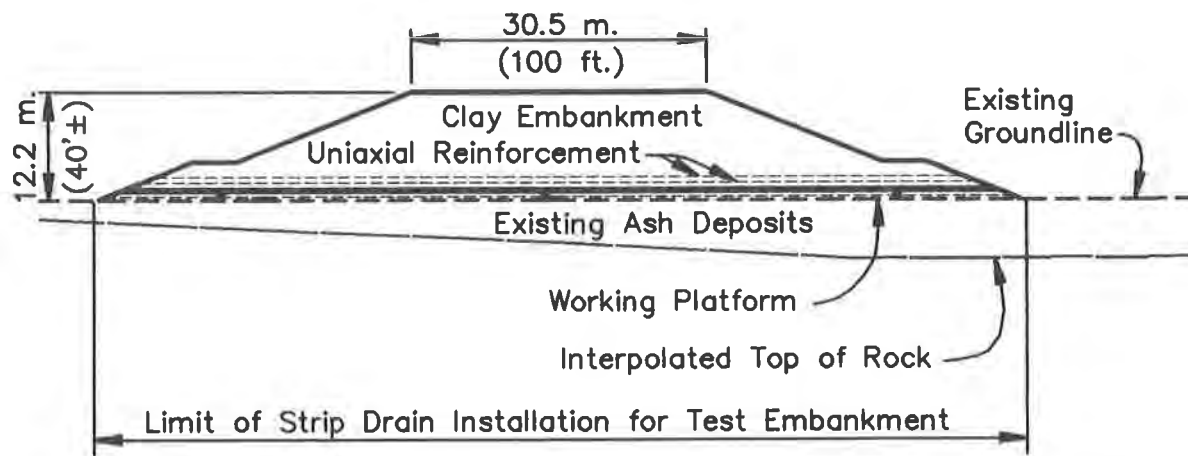 30.5 m.
(100 ft.)
12.2 m.
(40'±)
Clay Embankment
Existing
Groundline
Uniaxial Reinforcement
Existing Ash Deposits
Working Platform
Interpolated Top of Rock
Limit of Strip Drain Installation for Test Embankment